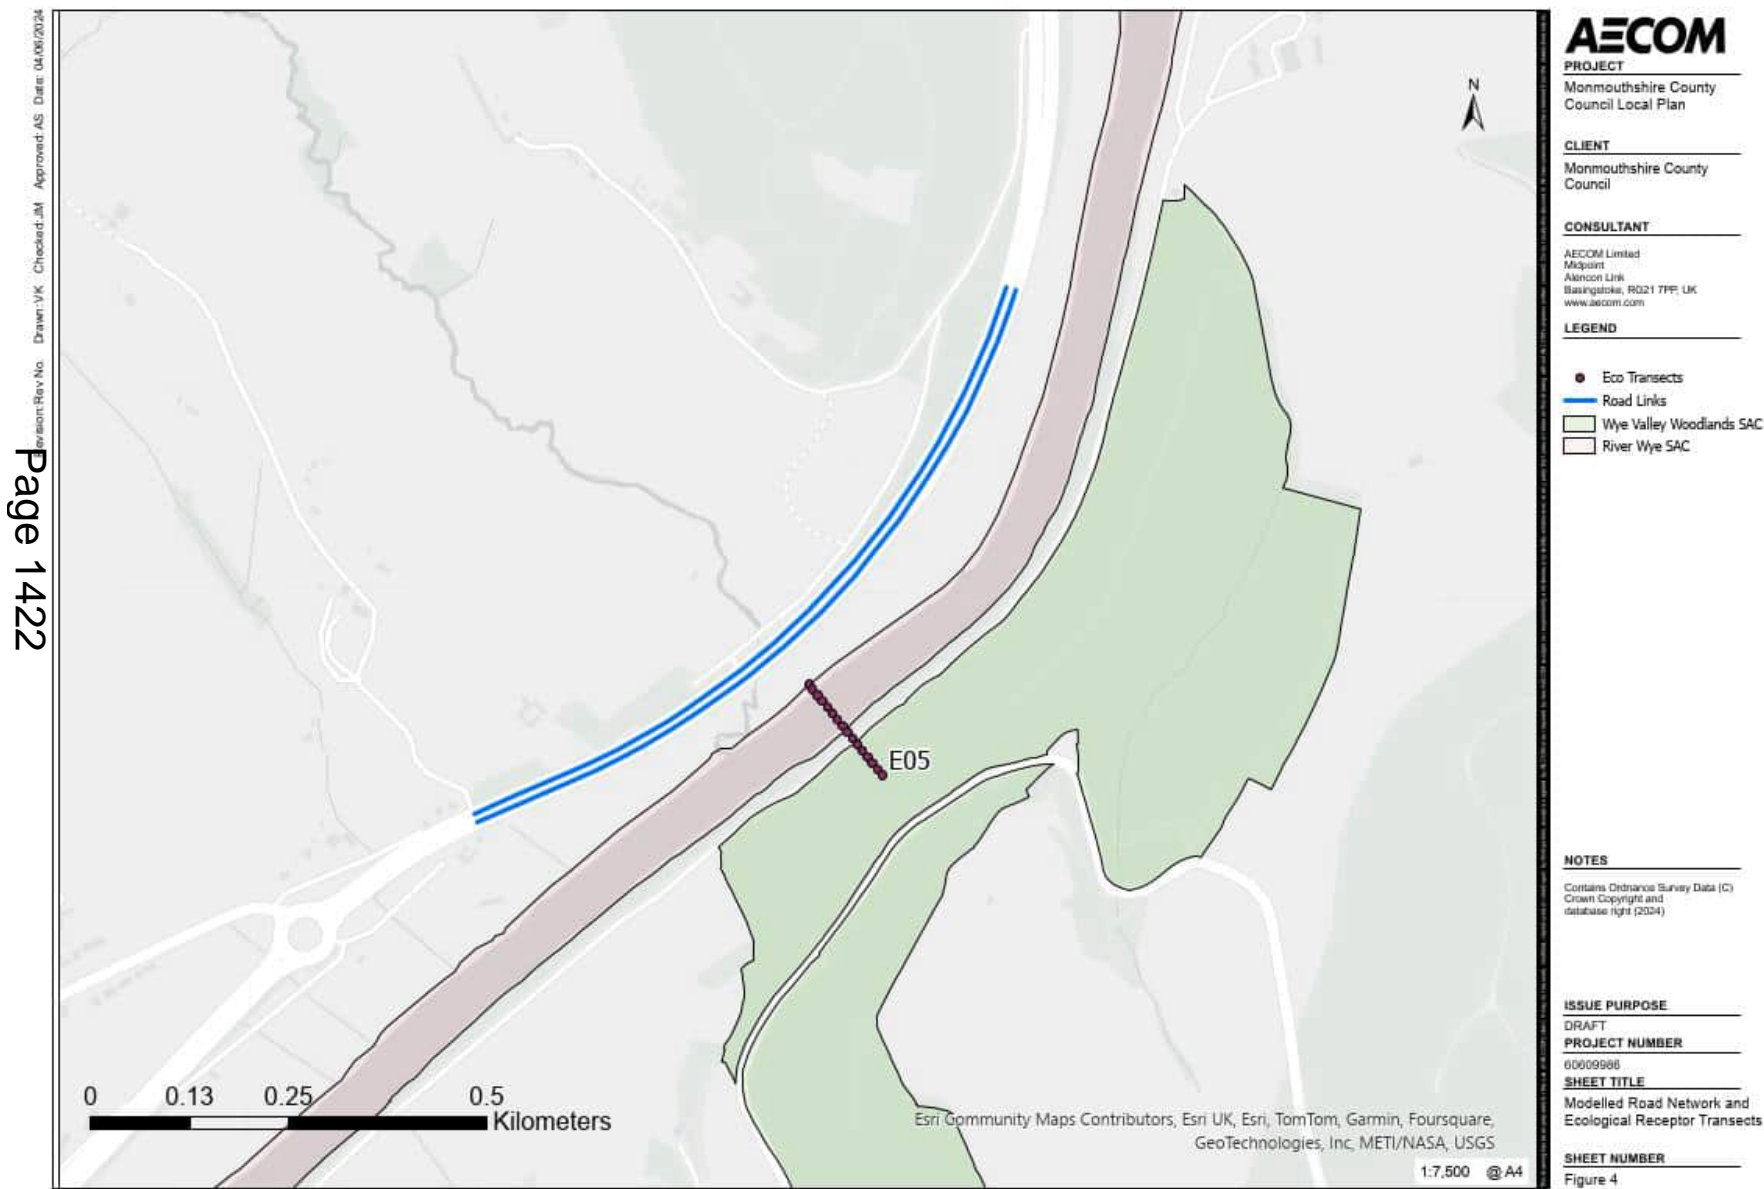 Revision:Rev No. Drawn:VK Checked:JM Approved:AS Date: 04/06/2024
Page 1422
N
E05
0 0.13 0.25 0.5
Kilometers
Esri Community Maps Contributors, Esri UK, Esri, TomTom, Garmin, Foursquare,
GeoTechnologies, Inc, METI/NASA, USGS
1:7,500 @ A4
AECOM
PROJECT
Monmouthshire County
Council Local Plan
CLIENT
Monmouthshire County
Council
CONSULTANT
AECOM Limited
Midpoint
Alencon Link
Basingstoke, RG21 7PP, UK
www.aecom.com
LEGEND
Eco Transects
Road Links
Wye Valley Woodlands SAC
River Wye SAC
NOTES
Contains Ordnance Survey Data (C)
Crown Copyright and
database right (2024)
ISSUE PURPOSE
DRAFT
PROJECT NUMBER
60609986
SHEET TITLE
Modelled Road Network and
Ecological Receptor Transects
SHEET NUMBER
Figure 4